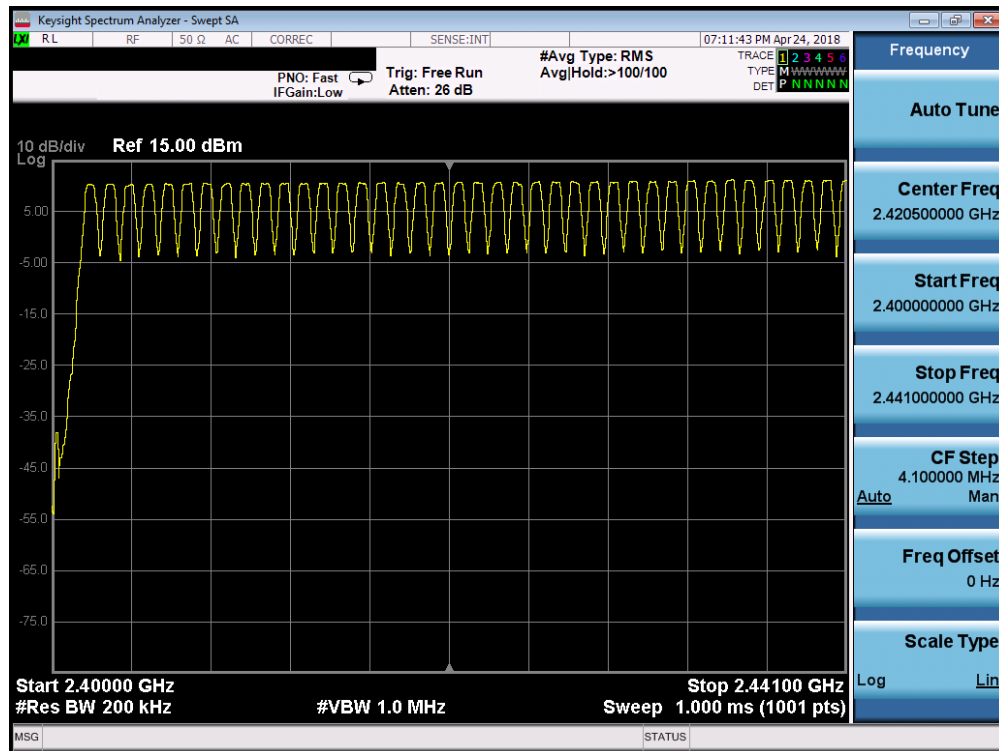 Keysight Spectrum Analyzer - Swept SA
LXI RL RF 50 Ω AC CORREC SENSE:INT 07:11:43 PM Apr 24, 2018
Frequency
PNO: Fast
IFGain:Low
Trig: Free Run
Atten: 26 dB
#Avg Type: RMS
Avg|Hold:>100/100
TRACE 1 2 3 4 5 6
TYPE M WWWWW
DET P N N N N N
Auto Tune
10 dB/div Ref 15.00 dBm
Log
5.00
-5.00
-15.0
-25.0
-35.0
-45.0
-55.0
-65.0
-75.0
Center Freq
2.420500000 GHz
Start Freq
2.400000000 GHz
Stop Freq
2.441000000 GHz
CF Step
4.100000 MHz
Auto Man
Freq Offset
0 Hz
Scale Type
Log Lin
Start 2.40000 GHz Stop 2.44100 GHz
#Res BW 200 kHz #VBW 1.0 MHz Sweep 1.000 ms (1001 pts)
MSG STATUS